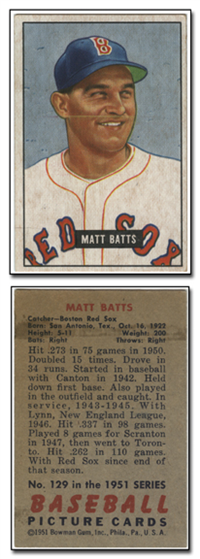 B
RED SOX
MATT BATTS
MATT BATTS
Catcher—Boston Red Sox
Born: San Antonio, Tex., Oct. 16, 1922
Height: 5-11 Weight: 200
Bats: Right Throws: Right
Hit .273 in 75 games in 1950.
Doubled 15 times. Drove in
34 runs. Started in baseball
with Canton in 1942. Held
down first base. Also played
in the outfield and caught. In
service, 1943-1945. With
Lynn, New England League,
1946. Hit .337 in 98 games.
Played 8 games for Scranton
in 1947, then went to Toron-
to. Hit .262 in 110 games.
With Red Sox since end of
that season.
No. 129 in the 1951 SERIES
BASEBALL
PICTURE CARDS
©1951 Bowman Gum, Inc., Phila., Pa., U.S.A.